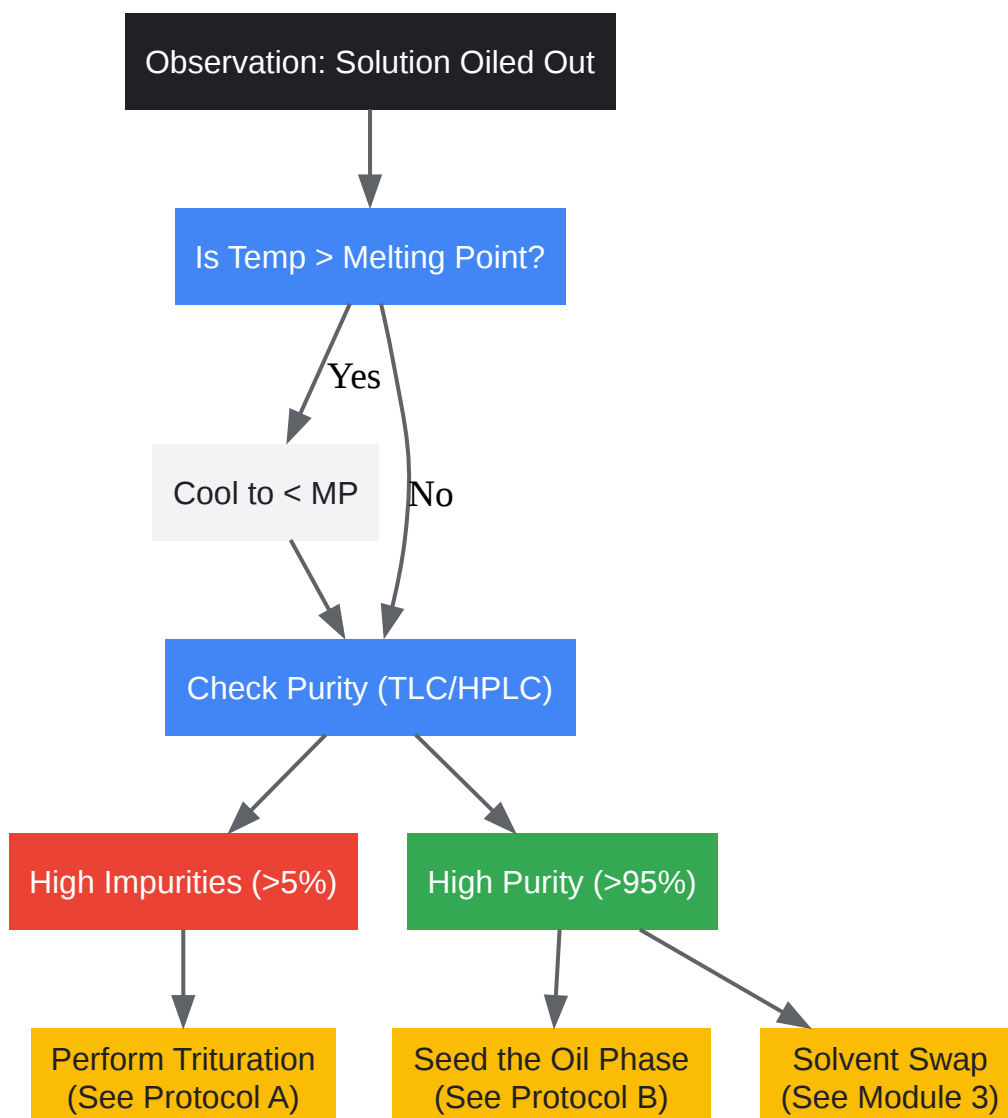 Observation: Solution Oiled Out
Is Temp > Melting Point?
Yes
Cool to < MP
No
Check Purity (TLC/HPLC)
High Impurities (>5%)
High Purity (>95%)
Perform Trituration
(See Protocol A)
Seed the Oil Phase
(See Protocol B)
Solvent Swap
(See Module 3)